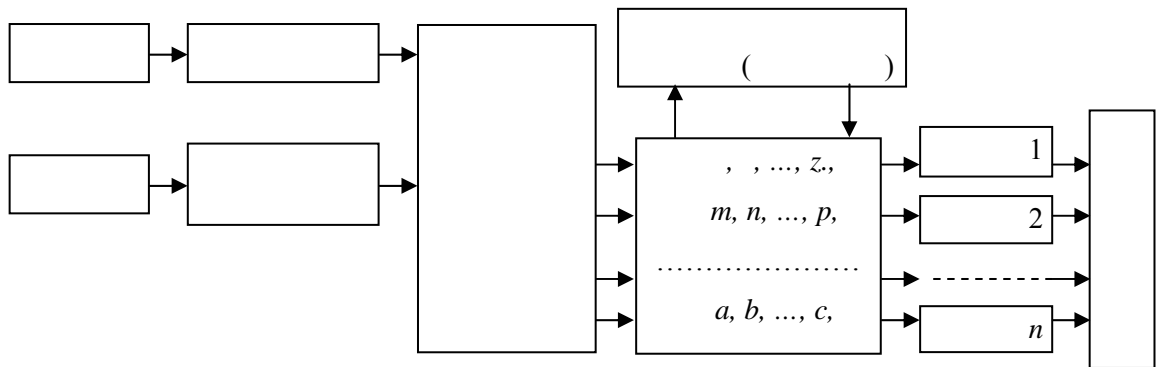 ( )
, , ..., z.,
1
m, n, ..., p,
2
.....................
a, b, ..., c,
n